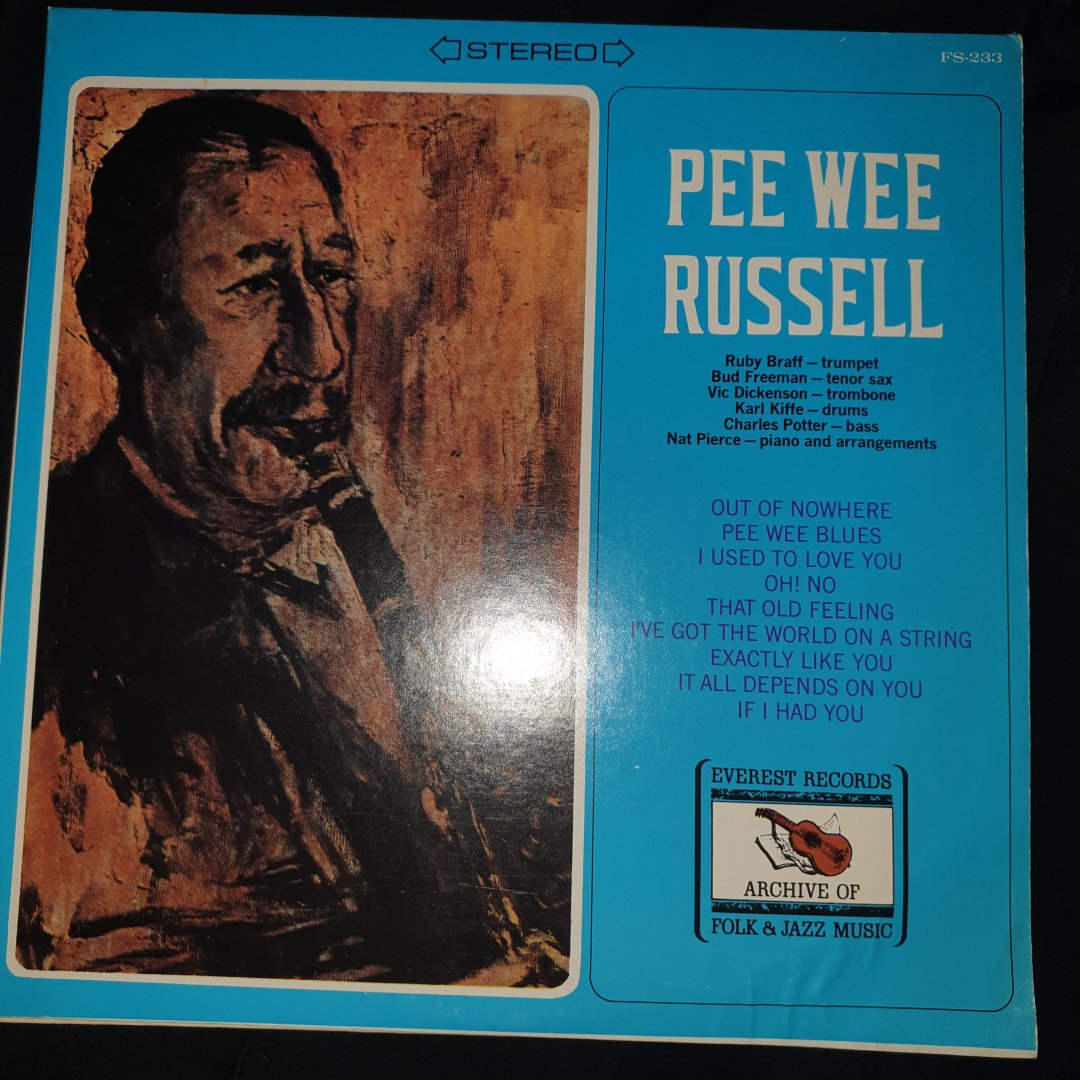 STEREO
FS-233
PEE WEE
RUSSELL
Ruby Braff — trumpet
Bud Freeman — tenor sax
Vic Dickenson — trombone
Karl Kiffe — drums
Charles Potter — bass
Nat Pierce — piano and arrangements
OUT OF NOWHERE
PEE WEE BLUES
I USED TO LOVE YOU
OH! NO
THAT OLD FEELING
I'VE GOT THE WORLD ON A STRING
EXACTLY LIKE YOU
IT ALL DEPENDS ON YOU
IF I HAD YOU
EVEREST RECORDS
ARCHIVE OF
FOLK & JAZZ MUSIC